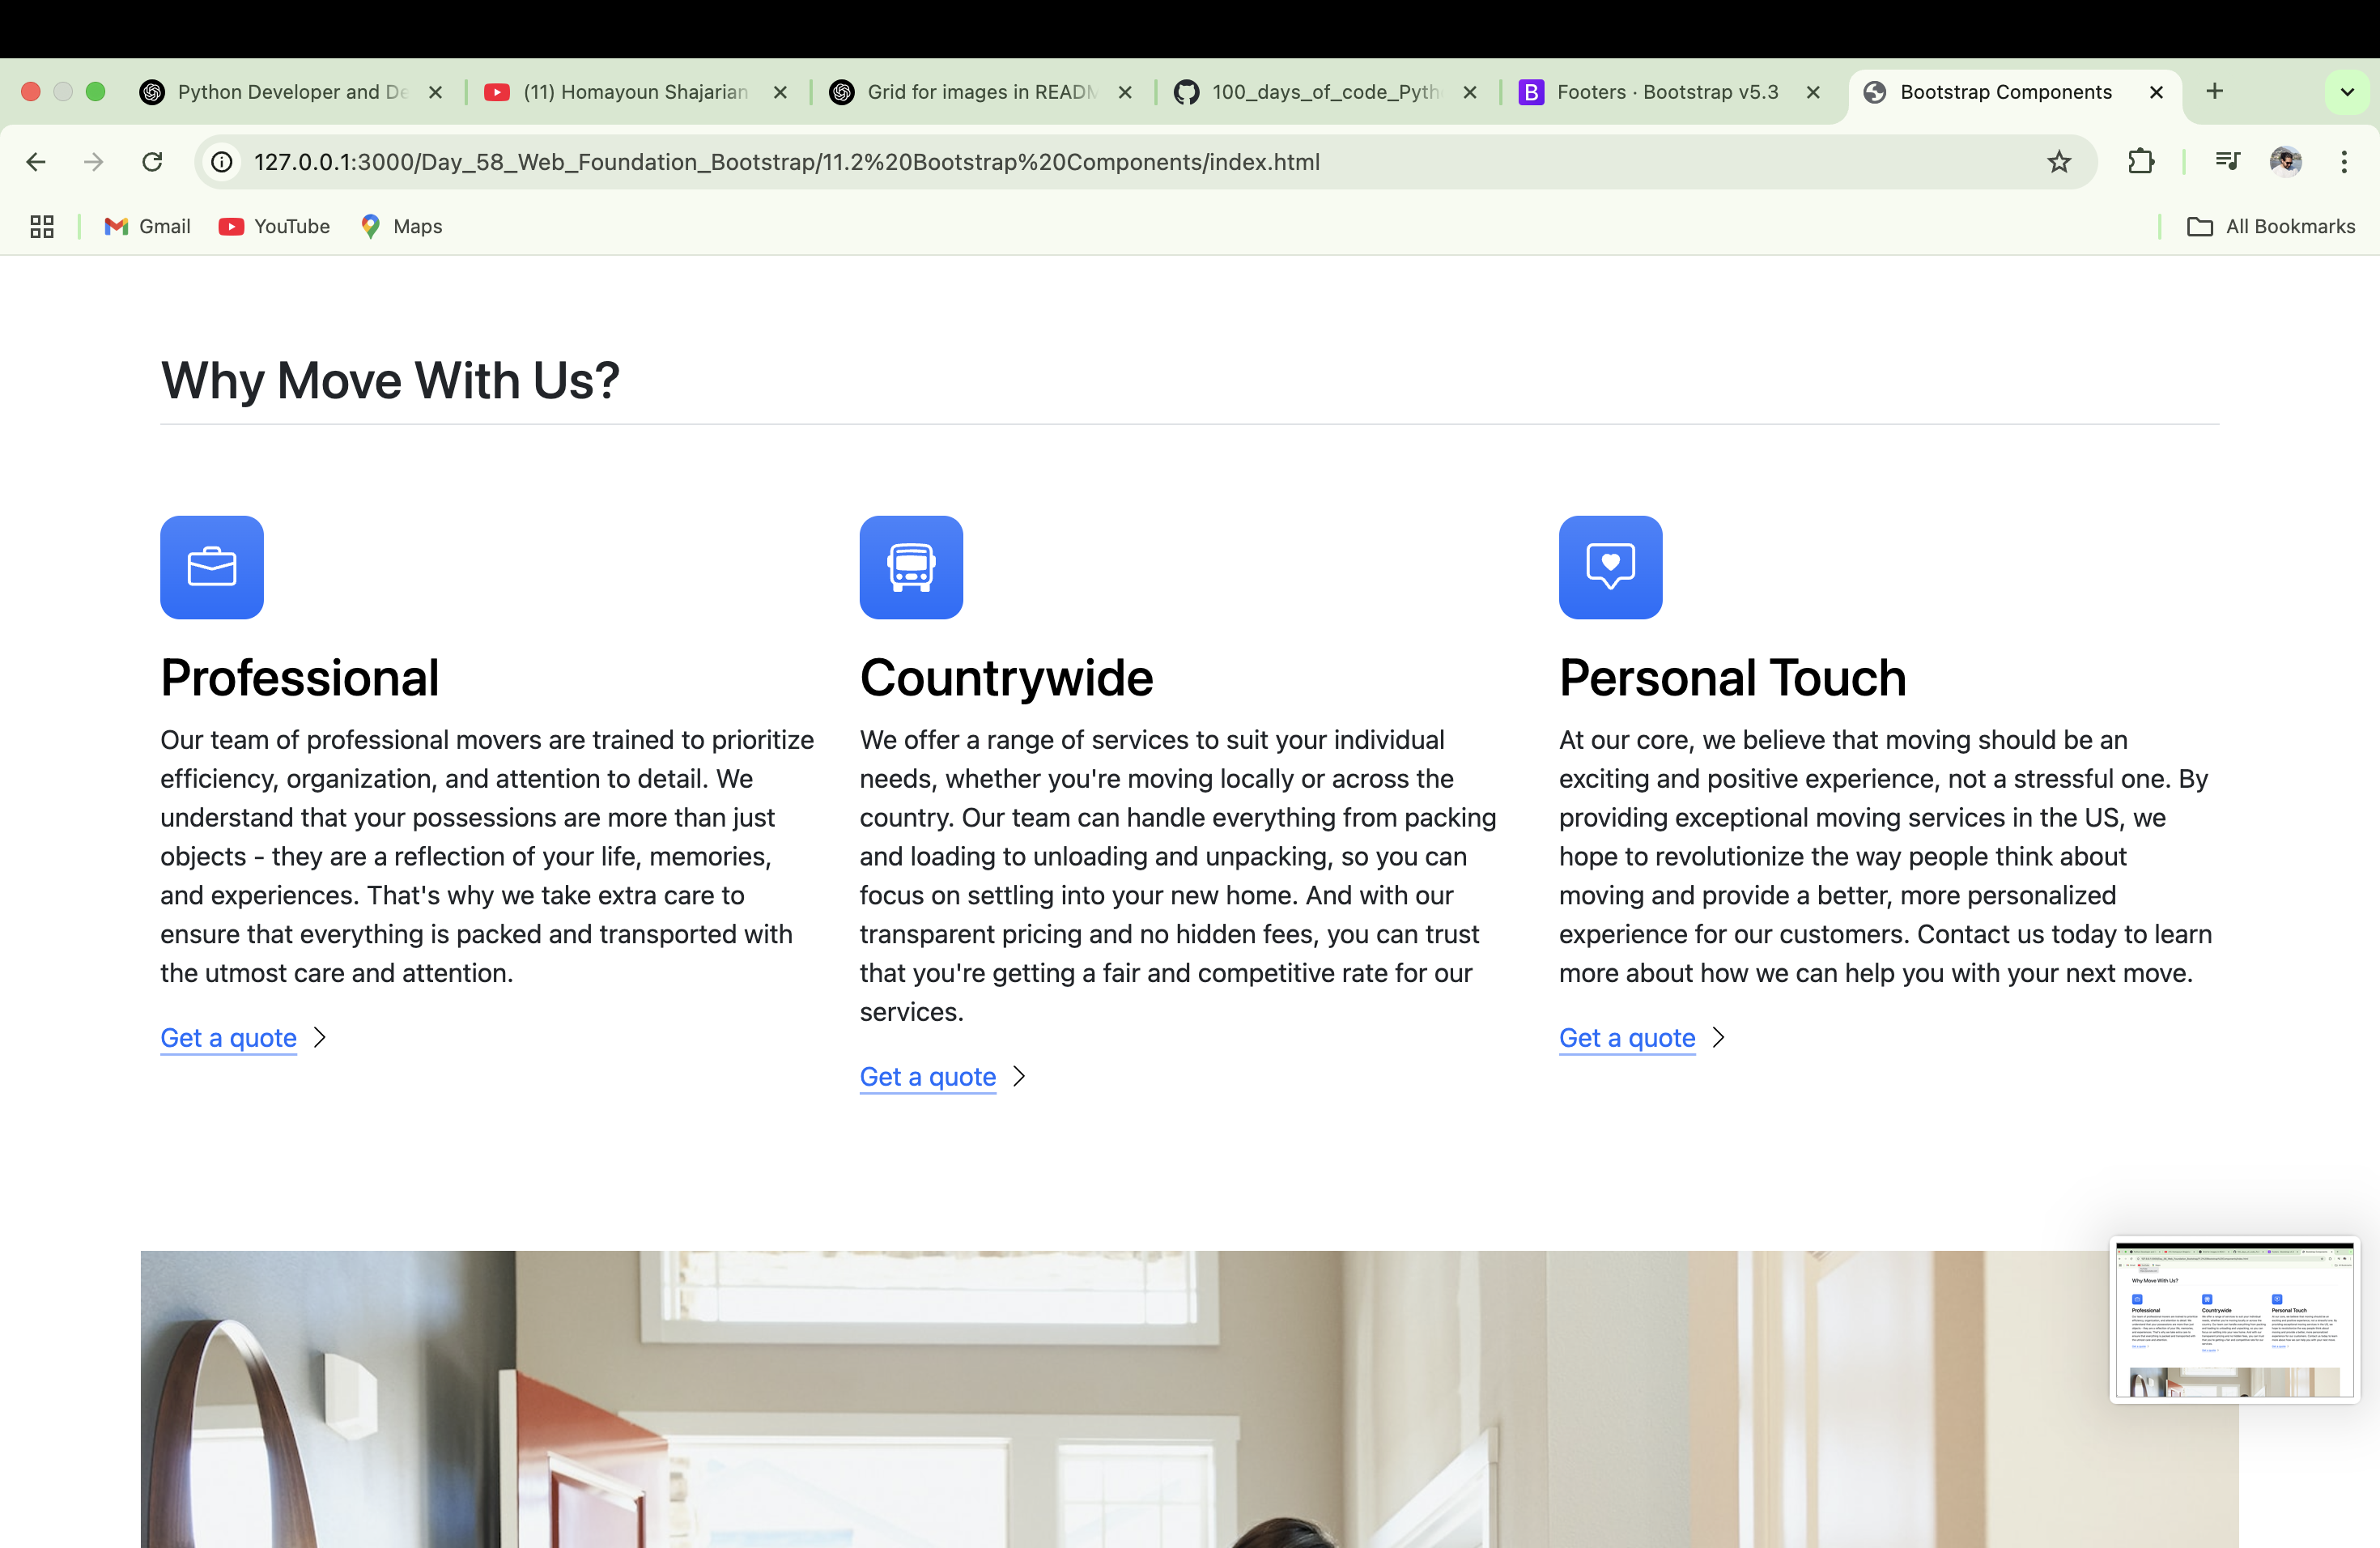 Python Developer and De
(11) Homayoun Shajarian
Grid for images in READM
100_days_of_code_Pyth
Footers · Bootstrap v5.3
Bootstrap Components
127.0.0.1:3000/Day_58_Web_Foundation_Bootstrap/11.2%20Bootstrap%20Components/index.html
Gmail
YouTube
Maps
All Bookmarks
Why Move With Us?
Professional
Our team of professional movers are trained to prioritize
efficiency, organization, and attention to detail. We
understand that your possessions are more than just
objects - they are a reflection of your life, memories,
and experiences. That's why we take extra care to
ensure that everything is packed and transported with
the utmost care and attention.
Get a quote
Countrywide
We offer a range of services to suit your individual
needs, whether you're moving locally or across the
country. Our team can handle everything from packing
and loading to unloading and unpacking, so you can
focus on settling into your new home. And with our
transparent pricing and no hidden fees, you can trust
that you're getting a fair and competitive rate for our
services.
Get a quote
Personal Touch
At our core, we believe that moving should be an
exciting and positive experience, not a stressful one. By
providing exceptional moving services in the US, we
hope to revolutionize the way people think about
moving and provide a better, more personalized
experience for our customers. Contact us today to learn
more about how we can help you with your next move.
Get a quote
Why Move With Us?
Professional
Countrywide
Personal Touch